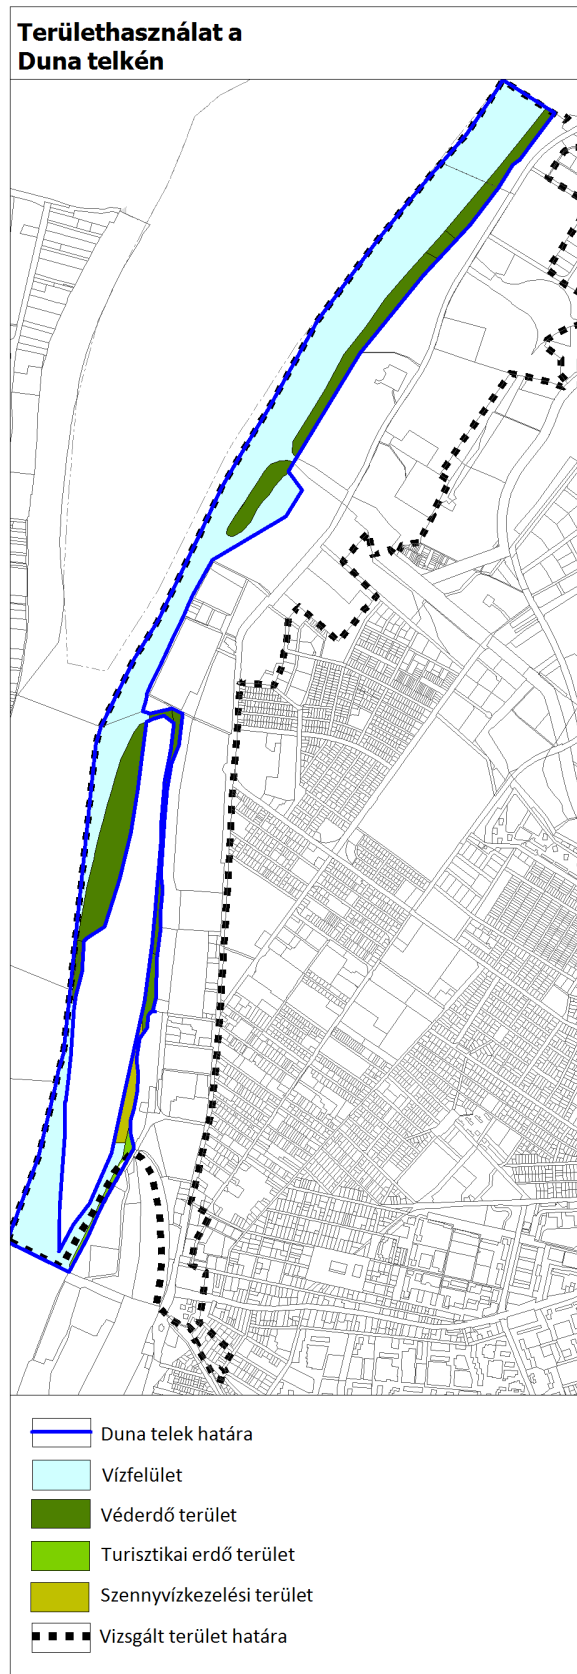 Területhasználat a
Duna telkén
Duna telek határa
Vízfelület
Véderdő terület
Turisztikai erdő terület
Szennyvízkezelési terület
Vizsgált terület határa